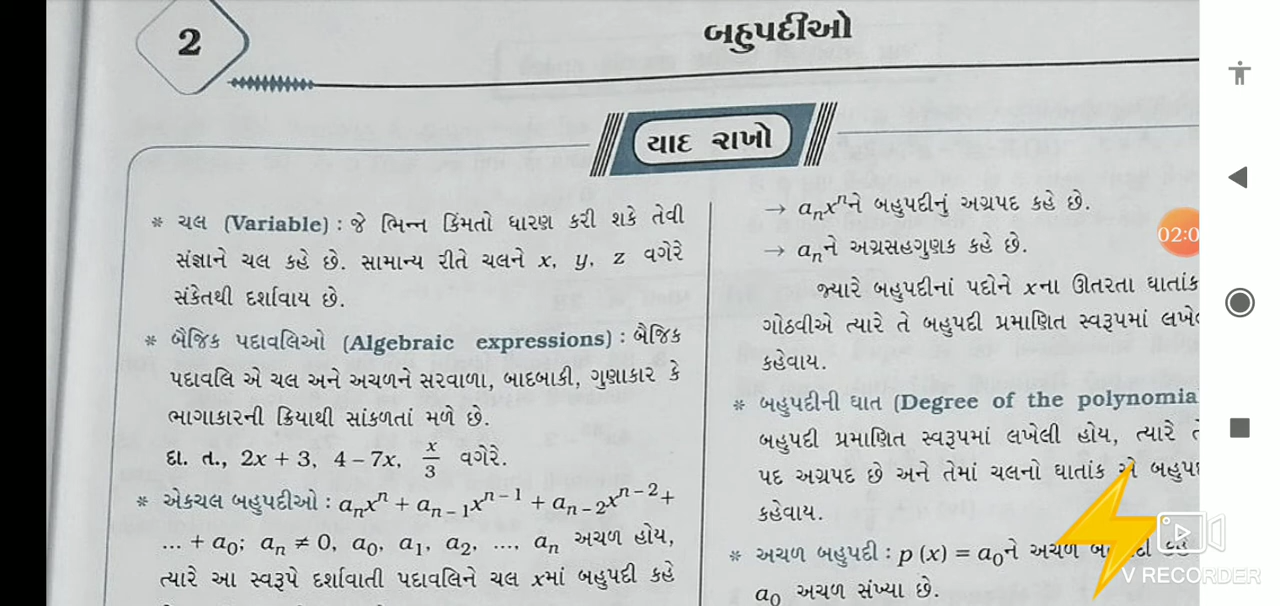 2
બહુપદીઓ
યાદ રાખો
* ચલ (Variable) : જે ભિન્ન કિંમતો ધારણ કરી શકે તેવી
સંજ્ઞાને ચલ કહે છે. સામાન્ય રીતે ચલને x, y, z વગેરે
સંકેતથી દર્શાવાય છે.
* બૈજિક પદાવલિઓ (Algebraic expressions) : બૈજિક
પદાવલિ એ ચલ અને અચળને સરવાળા, બાદબાકી, ગુણાકાર કે
ભાગાકારની ક્રિયાથી સાંકળતાં મળે છે.
દા. ત., 2x + 3, 4 – 7x, x/3 વગેરે.
* એકચલ બહુપદીઓ : aₙxⁿ + aₙ₋₁xⁿ⁻¹ + aₙ₋₂xⁿ⁻² +
... + a₀; aₙ ≠ 0, a₀, a₁, a₂, ..., aₙ અચળ હોય,
ત્યારે આ સ્વરૂપે દર્શાવાતી પદાવલિને ચલ xમાં બહુપદી કહે
→ aₙxⁿને બહુપદીનું અગ્રપદ કહે છે.
→ aₙને અગ્રસહગુણક કહે છે.
જ્યારે બહુપદીનાં પદોને xના ઊતરતા ઘાતાંક
ગોઠવીએ ત્યારે તે બહુપદી પ્રમાણિત સ્વરૂપમાં
કહેવાય.
* બહુપદીની ઘાત (Degree of the polynomia
બહુપદી પ્રમાણિત સ્વરૂપમાં લખેલી હોય, ત્યારે
પદ અગ્રપદ છે અને તેમાં ચલનો ઘાતાંક એ
કહેવાય.
* અચળ બહુપદી : p (x) = a₀ને અચળ
a₀ અચળ સંખ્યા છે.
02:0
V RECORDER